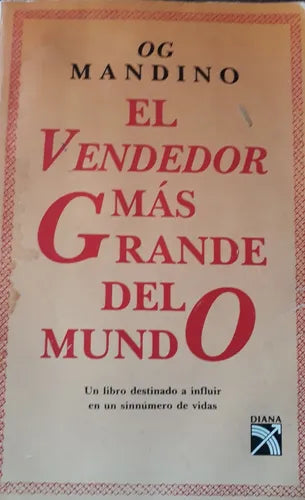 OG
MANDINO
EL
VENDEDOR
MÁS
GRANDE
DEL
MUNDO
Un libro destinado a influir
en un sinnúmero de vidas
DIANA